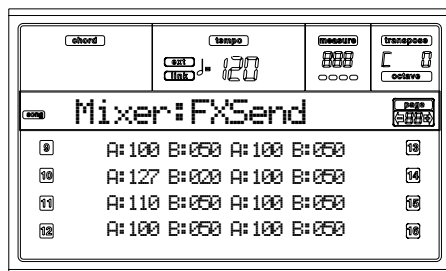 chord tempo measure transpose
ext
link
♩= 120 888 C 0
octave
song Mixer:FXSend page
9 A:100 B:050 A:100 B:050 13
10 A:127 B:020 A:100 B:050 14
11 A:110 B:050 A:100 B:050 15
12 A:100 B:050 A:100 B:050 16